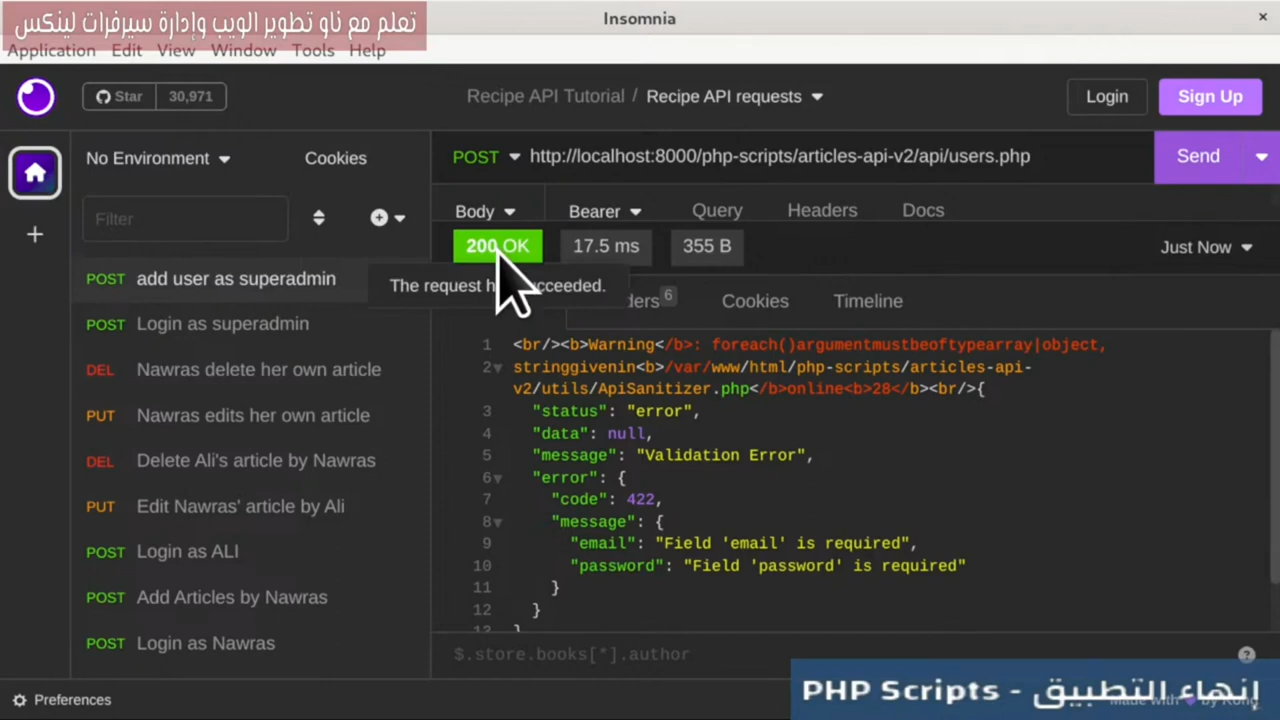 Insomnia
تعلم مع ناو تطوير الويب وإدارة سيرفرات لينكس
Application Edit View Window Tools Help
Star 30,971
Recipe API Tutorial / Recipe API requests
Login
Sign Up
No Environment
Cookies
POST http://localhost:8000/php-scripts/articles-api-v2/api/users.php
Send
Filter
Body Bearer Query Headers Docs
200 OK 17.5 ms 355 B
Just Now
The request h cceeded.
ders 6 Cookies Timeline
POST add user as superadmin
POST Login as superadmin
DEL Nawras delete her own article
PUT Nawras edits her own article
DEL Delete Ali's article by Nawras
PUT Edit Nawras' article by Ali
POST Login as ALI
POST Add Articles by Nawras
POST Login as Nawras
1 <br/><b>Warning</b>: foreach()argumentmustbeoftypearray|object,
2 stringgivenin<b>/var/www/html/php-scripts/articles-api-
v2/utils/ApiSanitizer.php</b>online<b>28</b><br/>{
3 "status": "error",
4 "data": null,
5 "message": "Validation Error",
6 "error": {
7 "code": 422,
8 "message": {
9 "email": "Field 'email' is required",
10 "password": "Field 'password' is required"
11 }
12 }
13 }
$.store.books[*].author
Preferences
إنهاء التطبيق - PHP Scripts